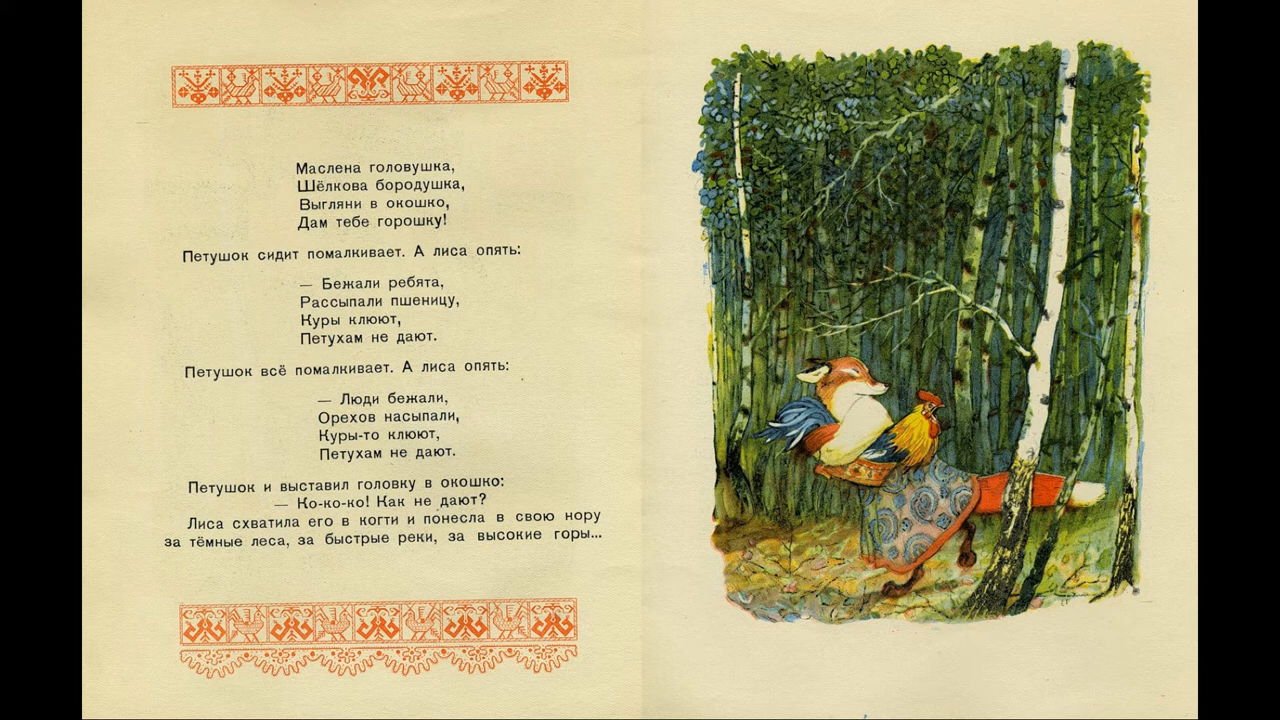 Маслена головушка,
Шёлкова бородушка,
Выгляни в окошко,
Дам тебе горошку!
Петушок сидит помалкивает. А лиса опять:
— Бежали ребята,
Рассыпали пшеницу,
Куры клюют,
Петухам не дают.
Петушок всё помалкивает. А лиса опять:
— Люди бежали,
Орехов насыпали,
Куры-то клюют,
Петухам не дают.
Петушок и выставил головку в окошко:
— Ко-ко-ко! Как не дают?
Лиса схватила его в когти и понесла в свою нору
за тёмные леса, за быстрые реки, за высокие горы...